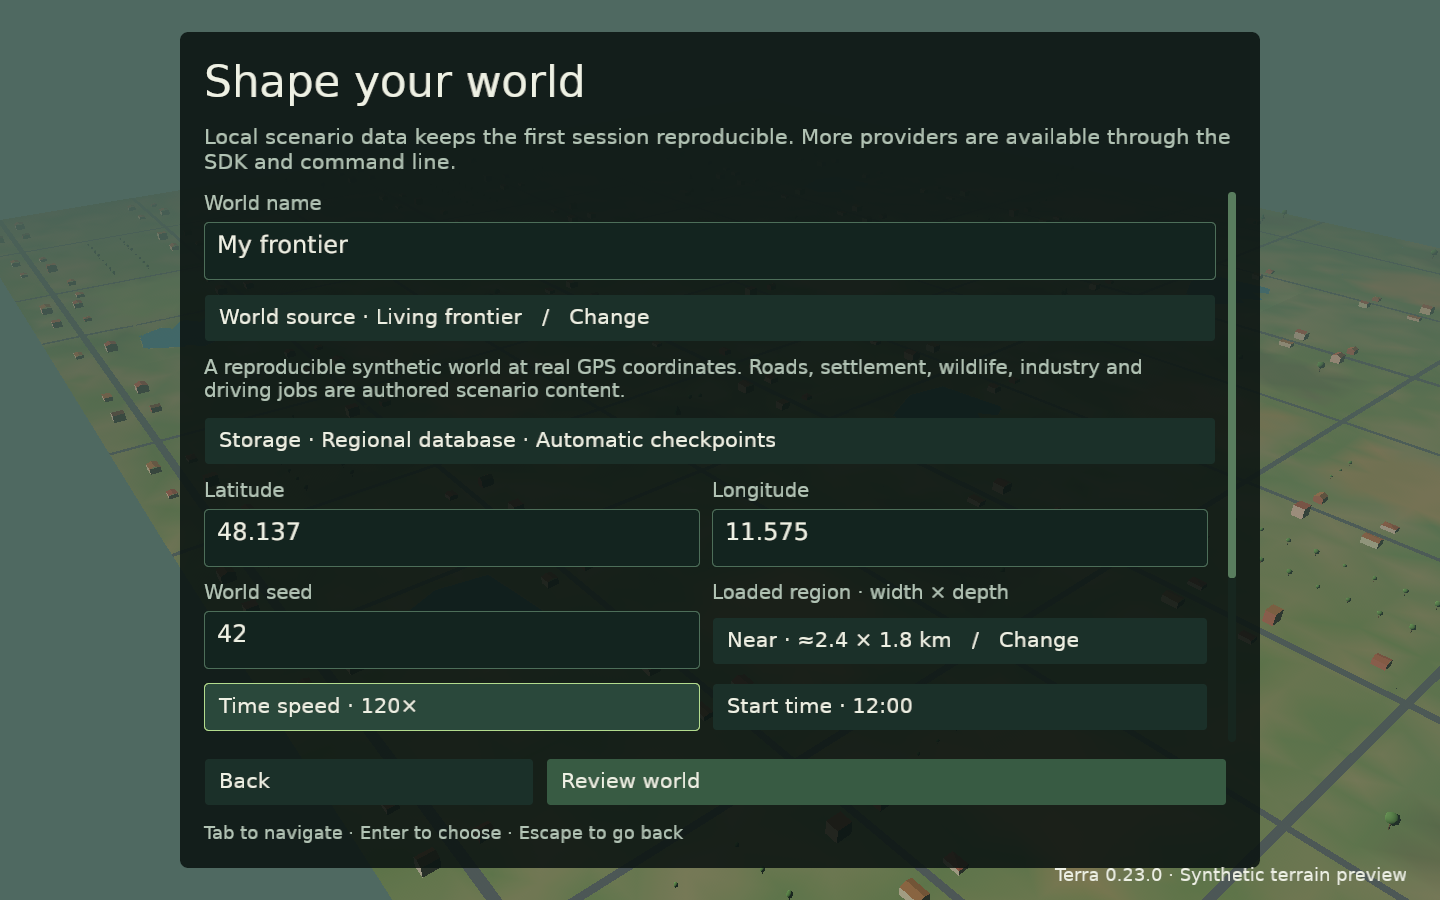 Shape your world
Local scenario data keeps the first session reproducible. More providers are available through the
SDK and command line.
World name
My frontier
World source · Living frontier / Change
A reproducible synthetic world at real GPS coordinates. Roads, settlement, wildlife, industry and
driving jobs are authored scenario content.
Storage · Regional database · Automatic checkpoints
Latitude
Longitude
48.137
11.575
World seed
Loaded region · width × depth
42
Near · ≈2.4 × 1.8 km / Change
Time speed · 120×
Start time · 12:00
Back
Review world
Tab to navigate · Enter to choose · Escape to go back
Terra 0.23.0 · Synthetic terrain preview